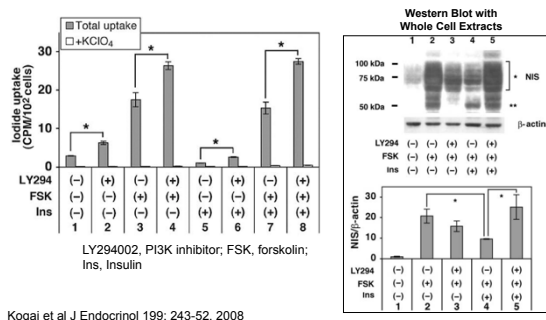 Total uptake
+KClO4
Iodide uptake
(CPM/10² cells)
30
20
10
0
*
*
*
*
LY294 (−) (+) (−) (+) (−) (+) (−) (+)
FSK (−) (−) (+) (+) (−) (−) (+) (+)
Ins (−) (−) (−) (−) (+) (+) (+) (+)
1 2 3 4 5 6 7 8
LY294002, PI3K inhibitor; FSK, forskolin;
Ins, Insulin
Kogai et al J Endocrinol 199: 243-52, 2008
Western Blot with
Whole Cell Extracts
1 2 3 4 5
100 kDa
75 kDa
* NIS
50 kDa
**
β-actin
LY294 (−) (−) (+) (−) (+)
FSK (−) (+) (+) (+) (+)
Ins (−) (−) (−) (+) (+)
NIS/β-actin
30
20
10
0
*
*
LY294 (−) (−) (+) (−) (+)
FSK (−) (+) (+) (+) (+)
Ins (−) (−) (−) (+) (+)
1 2 3 4 5